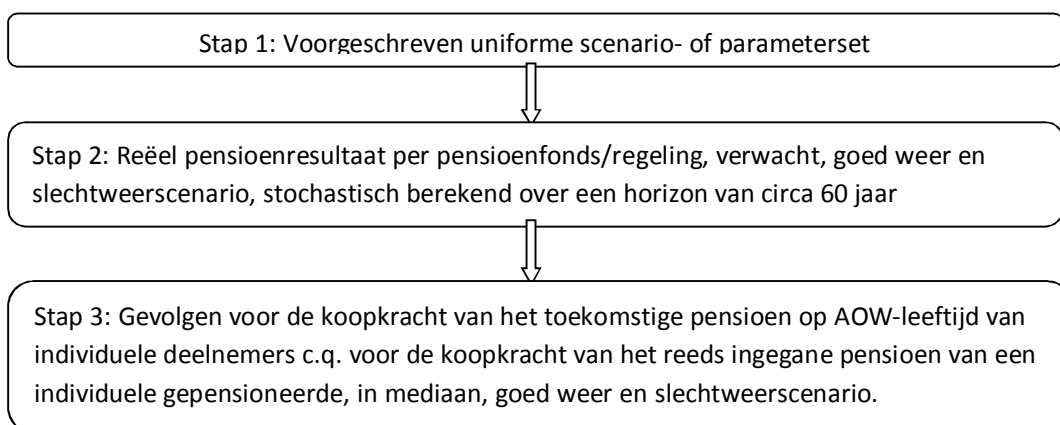 Stap 1: Voorgeschreven uniforme scenario- of parameterset
Stap 2: Reëel pensioenresultaat per pensioenfonds/regeling, verwacht, goed weer en
slechtweerscenario, stochastisch berekend over een horizon van circa 60 jaar
Stap 3: Gevolgen voor de koopkracht van het toekomstige pensioen op AOW-leeftijd van
individuele deelnemers c.q. voor de koopkracht van het reeds ingegane pensioen van een
individuele gepensioneerde, in mediaan, goed weer en slechtweerscenario.